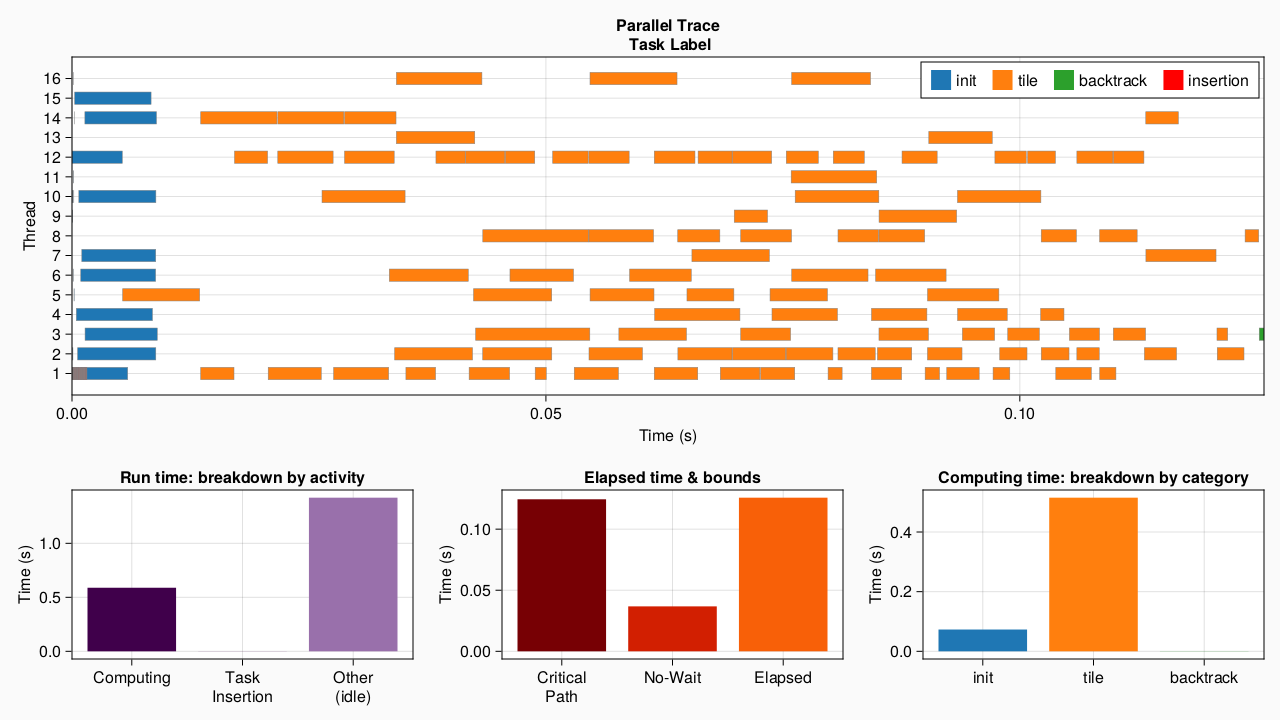 Parallel Trace
Task Label
init tile backtrack insertion
Thread
16
15
14
13
12
11
10
9
8
7
6
5
4
3
2
1
0.00 0.05 0.10
Time (s)
Run time: breakdown by activity
Time (s)
1.0
0.5
0.0
Computing Task Insertion Other (idle)
Elapsed time & bounds
Time (s)
0.10
0.05
0.00
Critical Path No-Wait Elapsed
Computing time: breakdown by category
Time (s)
0.4
0.2
0.0
init tile backtrack